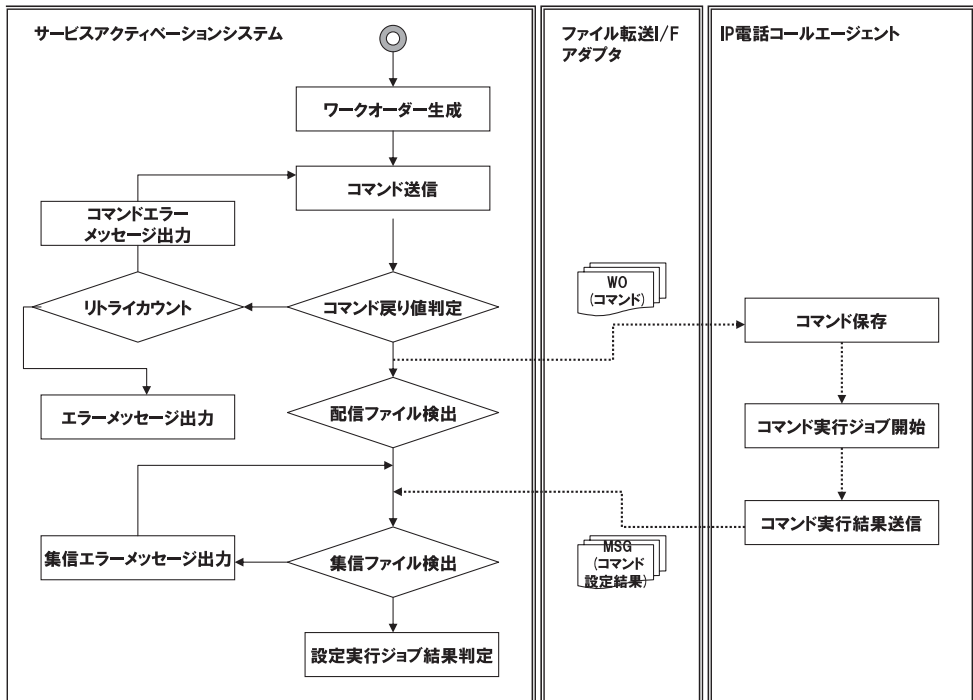 サービスアクティベーションシステム
ファイル転送I/F
アダプタ
IP電話コールエージェント
ワークオーダー生成
コマンド送信
コマンドエラー
メッセージ出力
リトライカウント
コマンド戻り値判定
WO
(コマンド)
コマンド保存
エラーメッセージ出力
配信ファイル検出
コマンド実行ジョブ開始
コマンド実行結果送信
集信エラーメッセージ出力
集信ファイル検出
MSG
(コマンド
設定結果)
設定実行ジョブ結果判定